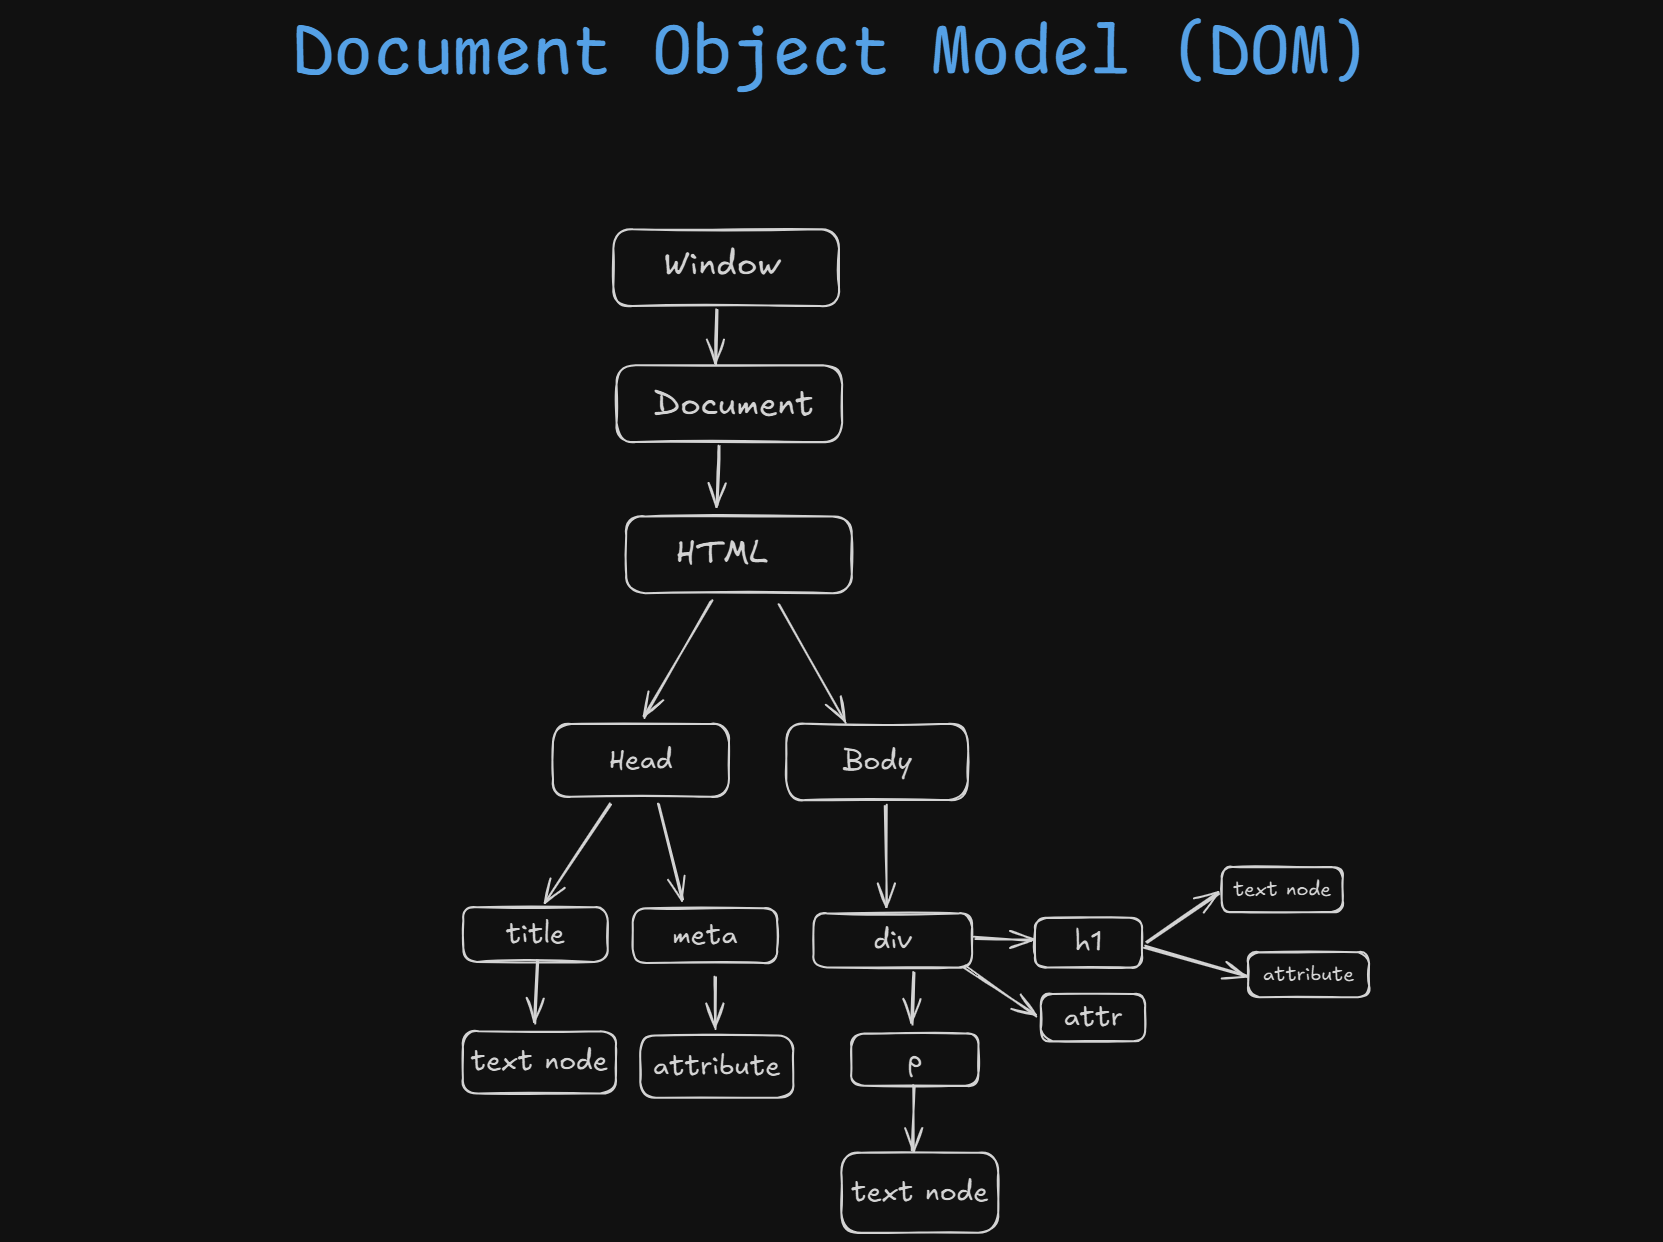 Document Object Model (DOM)
Window
Document
HTML
Head
Body
title
meta
div
h1
text node
attribute
attr
text node
attribute
p
text node